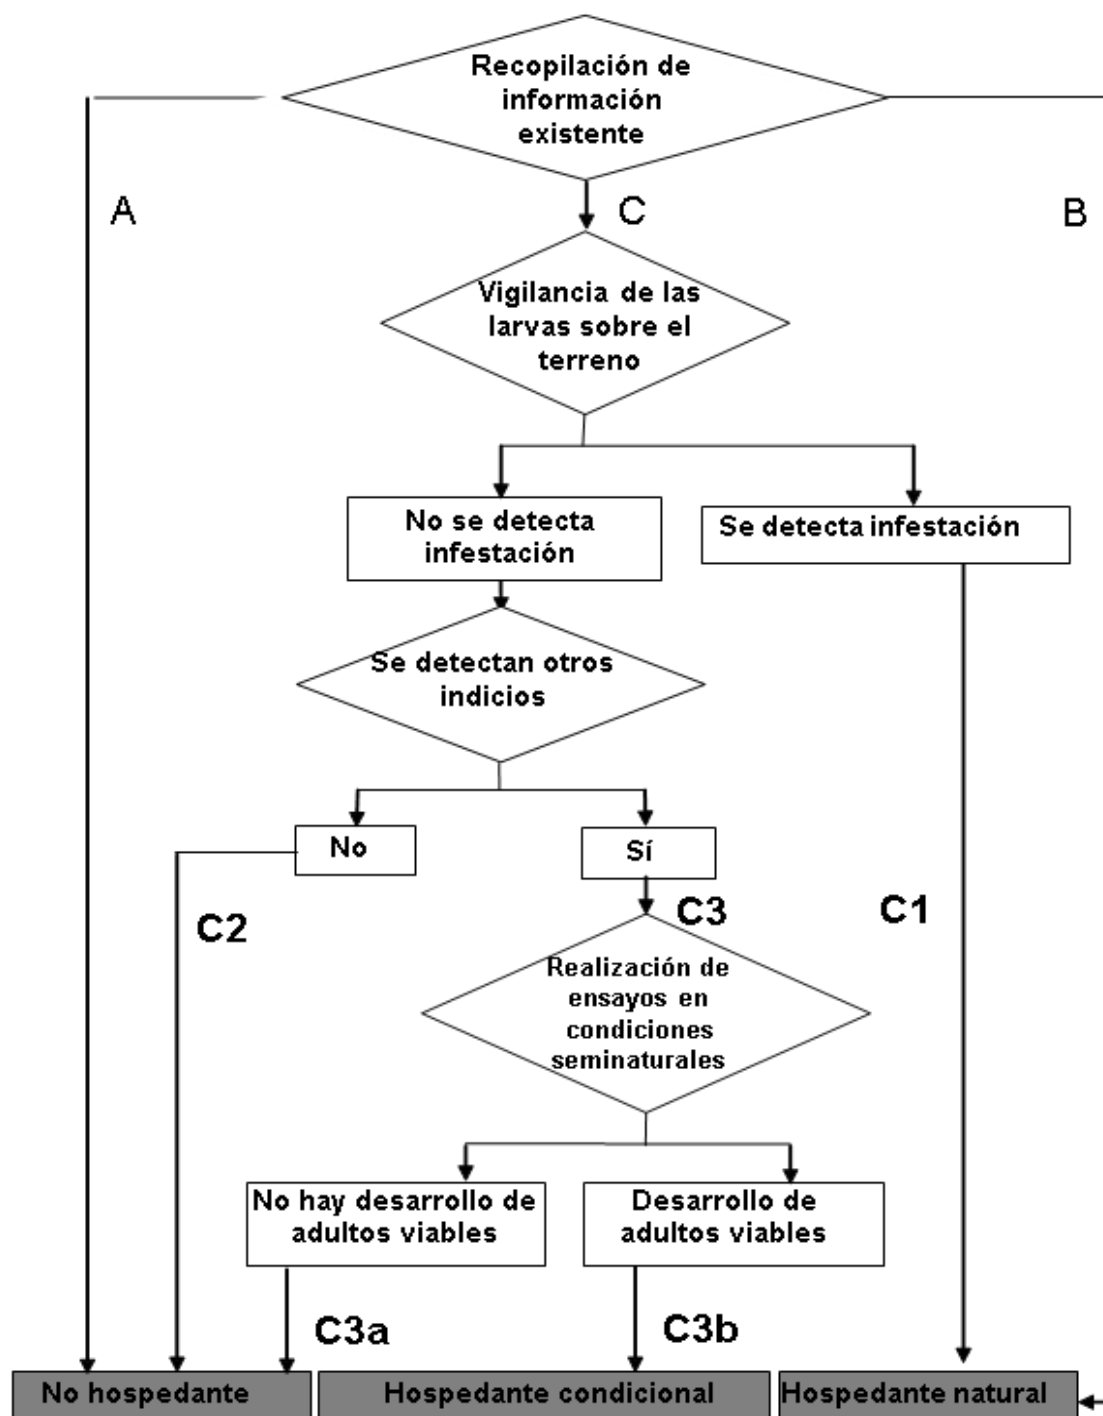 Recopilación de
información
existente
A
C
B
Vigilancia de las
larvas sobre el
terreno
No se detecta
infestación
Se detecta infestación
Se detectan otros
indicios
No
Sí
C2
C3
C1
Realización de
ensayos en
condiciones
seminaturales
No hay desarrollo de
adultos viables
Desarrollo de
adultos viables
C3a
C3b
No hospedante
Hospedante condicional
Hospedante natural